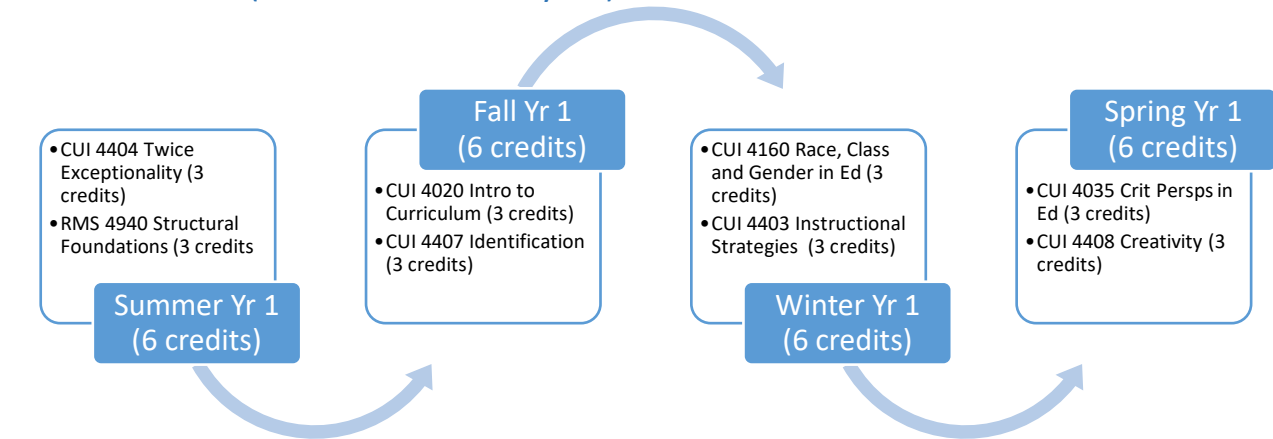 •CUI 4404 Twice
Exceptionality (3
credits)
•RMS 4940 Structural
Foundations (3 credits
Summer Yr 1
(6 credits)
Fall Yr 1
(6 credits)
•CUI 4020 Intro to
Curriculum (3 credits)
•CUI 4407 Identification
(3 credits)
•CUI 4160 Race, Class
and Gender in Ed (3
credits)
•CUI 4403 Instructional
Strategies (3 credits)
Winter Yr 1
(6 credits)
Spring Yr 1
(6 credits)
•CUI 4035 Crit Persps in
Ed (3 credits)
•CUI 4408 Creativity (3
credits)